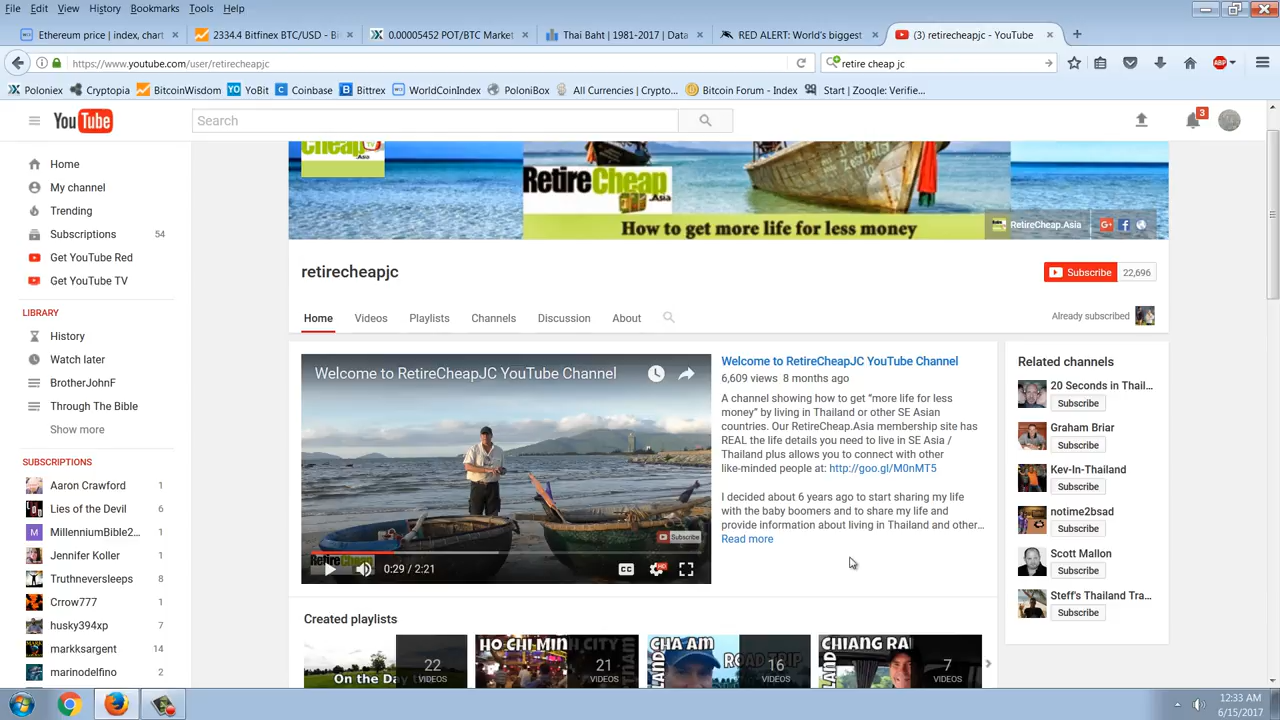 File Edit View History Bookmarks Tools Help
Ethereum price | index, chart
2334.4 Bitfinex BTC/USD - B
0.00005452 POT/BTC Market
Thai Baht | 1981-2017 | Data
RED ALERT: World's biggest
(3) retirecheapjc - YouTube
https://www.youtube.com/user/retirecheapjc
retire cheap jc
ABP
Poloniex Cryptopia BitcoinWisdom YoBit Coinbase Bittrex WorldCoinIndex PoloniBox All Currencies | Crypto... Bitcoin Forum - Index Start | Zooqle: Verifie...
YouTube
Search
3
Home
My channel
Trending
Subscriptions 54
Get YouTube Red
Get YouTube TV
LIBRARY
History
Watch later
BrotherJohnF
Through The Bible
Show more
SUBSCRIPTIONS
Aaron Crawford 1
Lies of the Devil 6
MillenniumBible2... 1
Jennifer Koller 1
Truthneversleeps 8
Crrow777 2
husky394xp 7
markksargent 14
marinodelfino 2
Cheap
RetireCheap
.Asia
How to get more life for less money
RetireCheap.Asia
retirecheapjc
Subscribe 22,696
Home Videos Playlists Channels Discussion About
Already subscribed
Welcome to RetireCheapJC YouTube Channel
Subscribe
RetireCheap
0:29 / 2:21
CC
HD
Welcome to RetireCheapJC YouTube Channel
6,609 views 8 months ago
A channel showing how to get “more life for less
money” by living in Thailand or other SE Asian
countries. Our RetireCheap.Asia membership site has
REAL the life details you need to live in SE Asia /
Thailand plus allows you to connect with other
like-minded people at: http://goo.gl/M0nMT5
I decided about 6 years ago to start sharing my life
with the baby boomers and to share my life and
provide information about living in Thailand and other...
Read more
Related channels
20 Seconds in Thail...
Subscribe
Graham Briar
Subscribe
Kev-In-Thailand
Subscribe
notime2bsad
Subscribe
Scott Mallon
Subscribe
Steff's Thailand Tra...
Subscribe
Created playlists
On the Day
22
VIDEOS
HO CHI MIN
21
VIDEOS
CHA AM
ROAD TRIP
16
VIDEOS
CHIANG RAI
7
VIDEOS
12:33 AM
6/15/2017